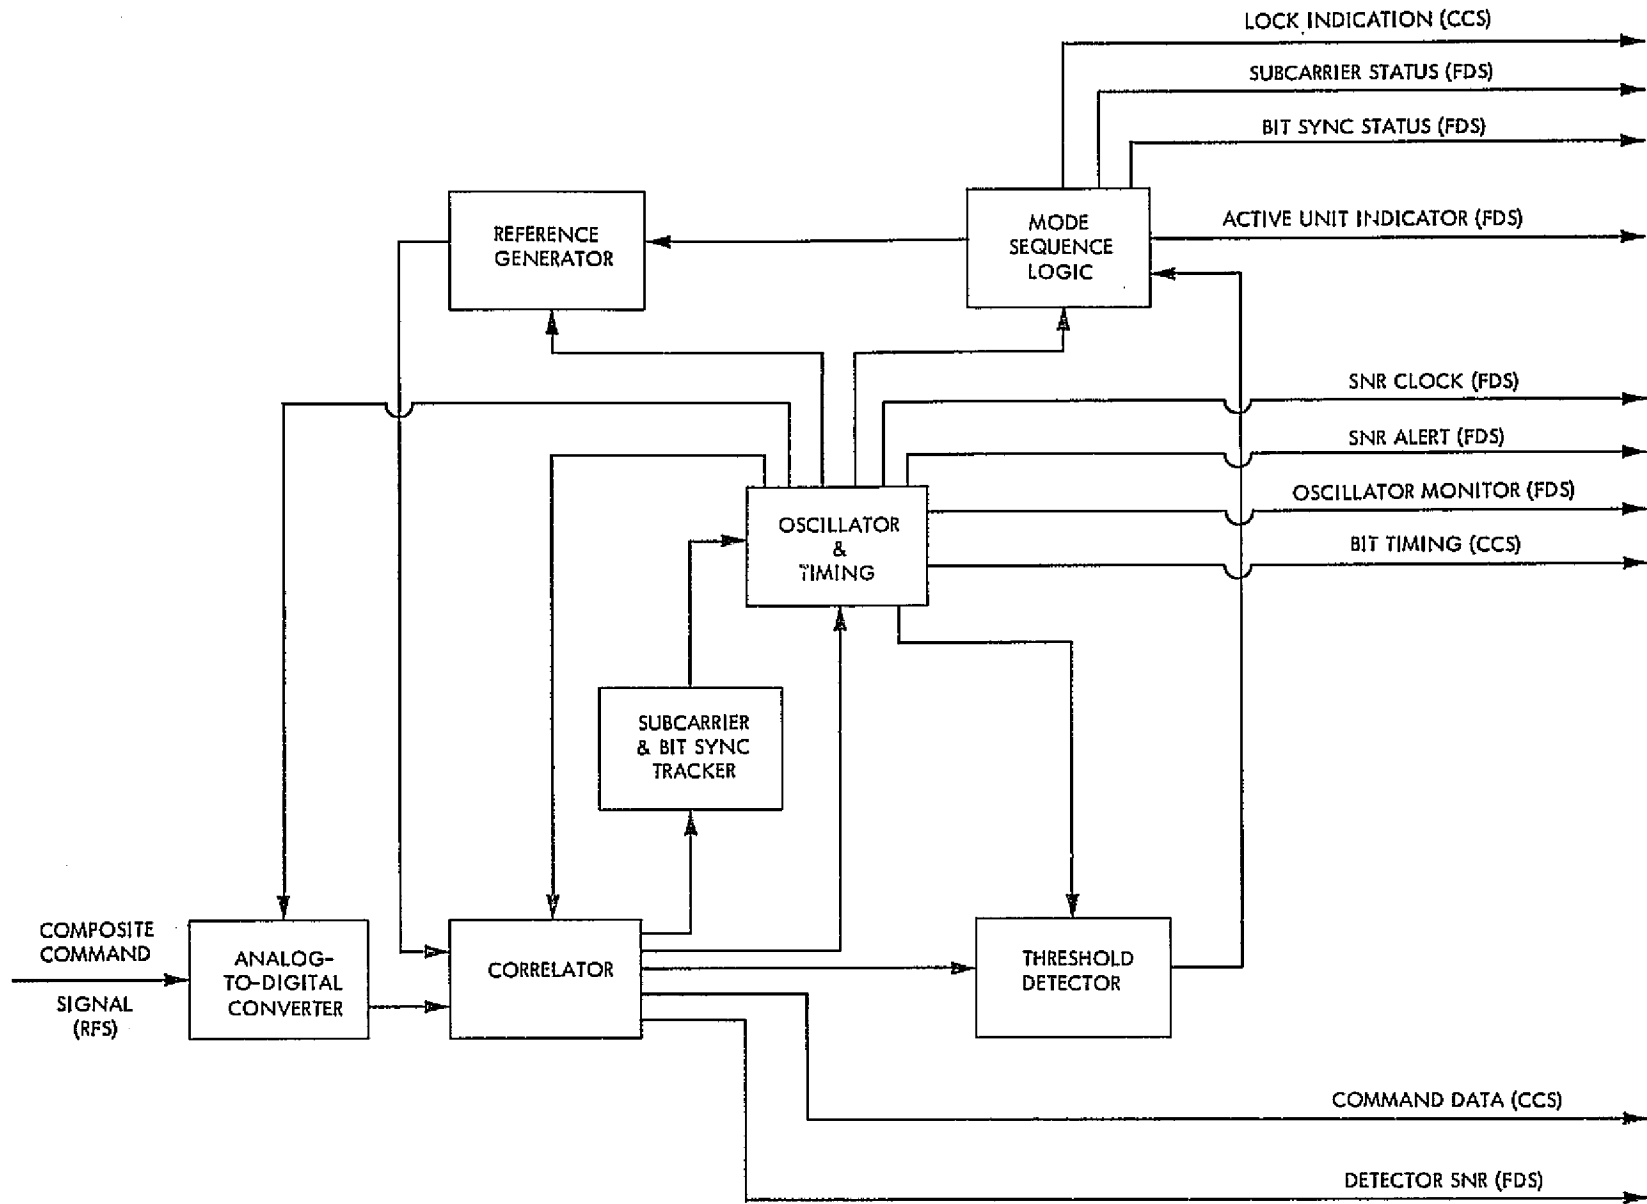 LOCK INDICATION (CCS)
SUBCARRIER STATUS (FDS)
BIT SYNC STATUS (FDS)
REFERENCE
GENERATOR
MODE
SEQUENCE
LOGIC
ACTIVE UNIT INDICATOR (FDS)
SNR CLOCK (FDS)
SNR ALERT (FDS)
OSCILLATOR MONITOR (FDS)
BIT TIMING (CCS)
OSCILLATOR
&
TIMING
SUBCARRIER
& BIT SYNC
TRACKER
COMPOSITE
COMMAND
SIGNAL
(RFS)
ANALOG-
TO-DIGITAL
CONVERTER
CORRELATOR
THRESHOLD
DETECTOR
COMMAND DATA (CCS)
DETECTOR SNR (FDS)